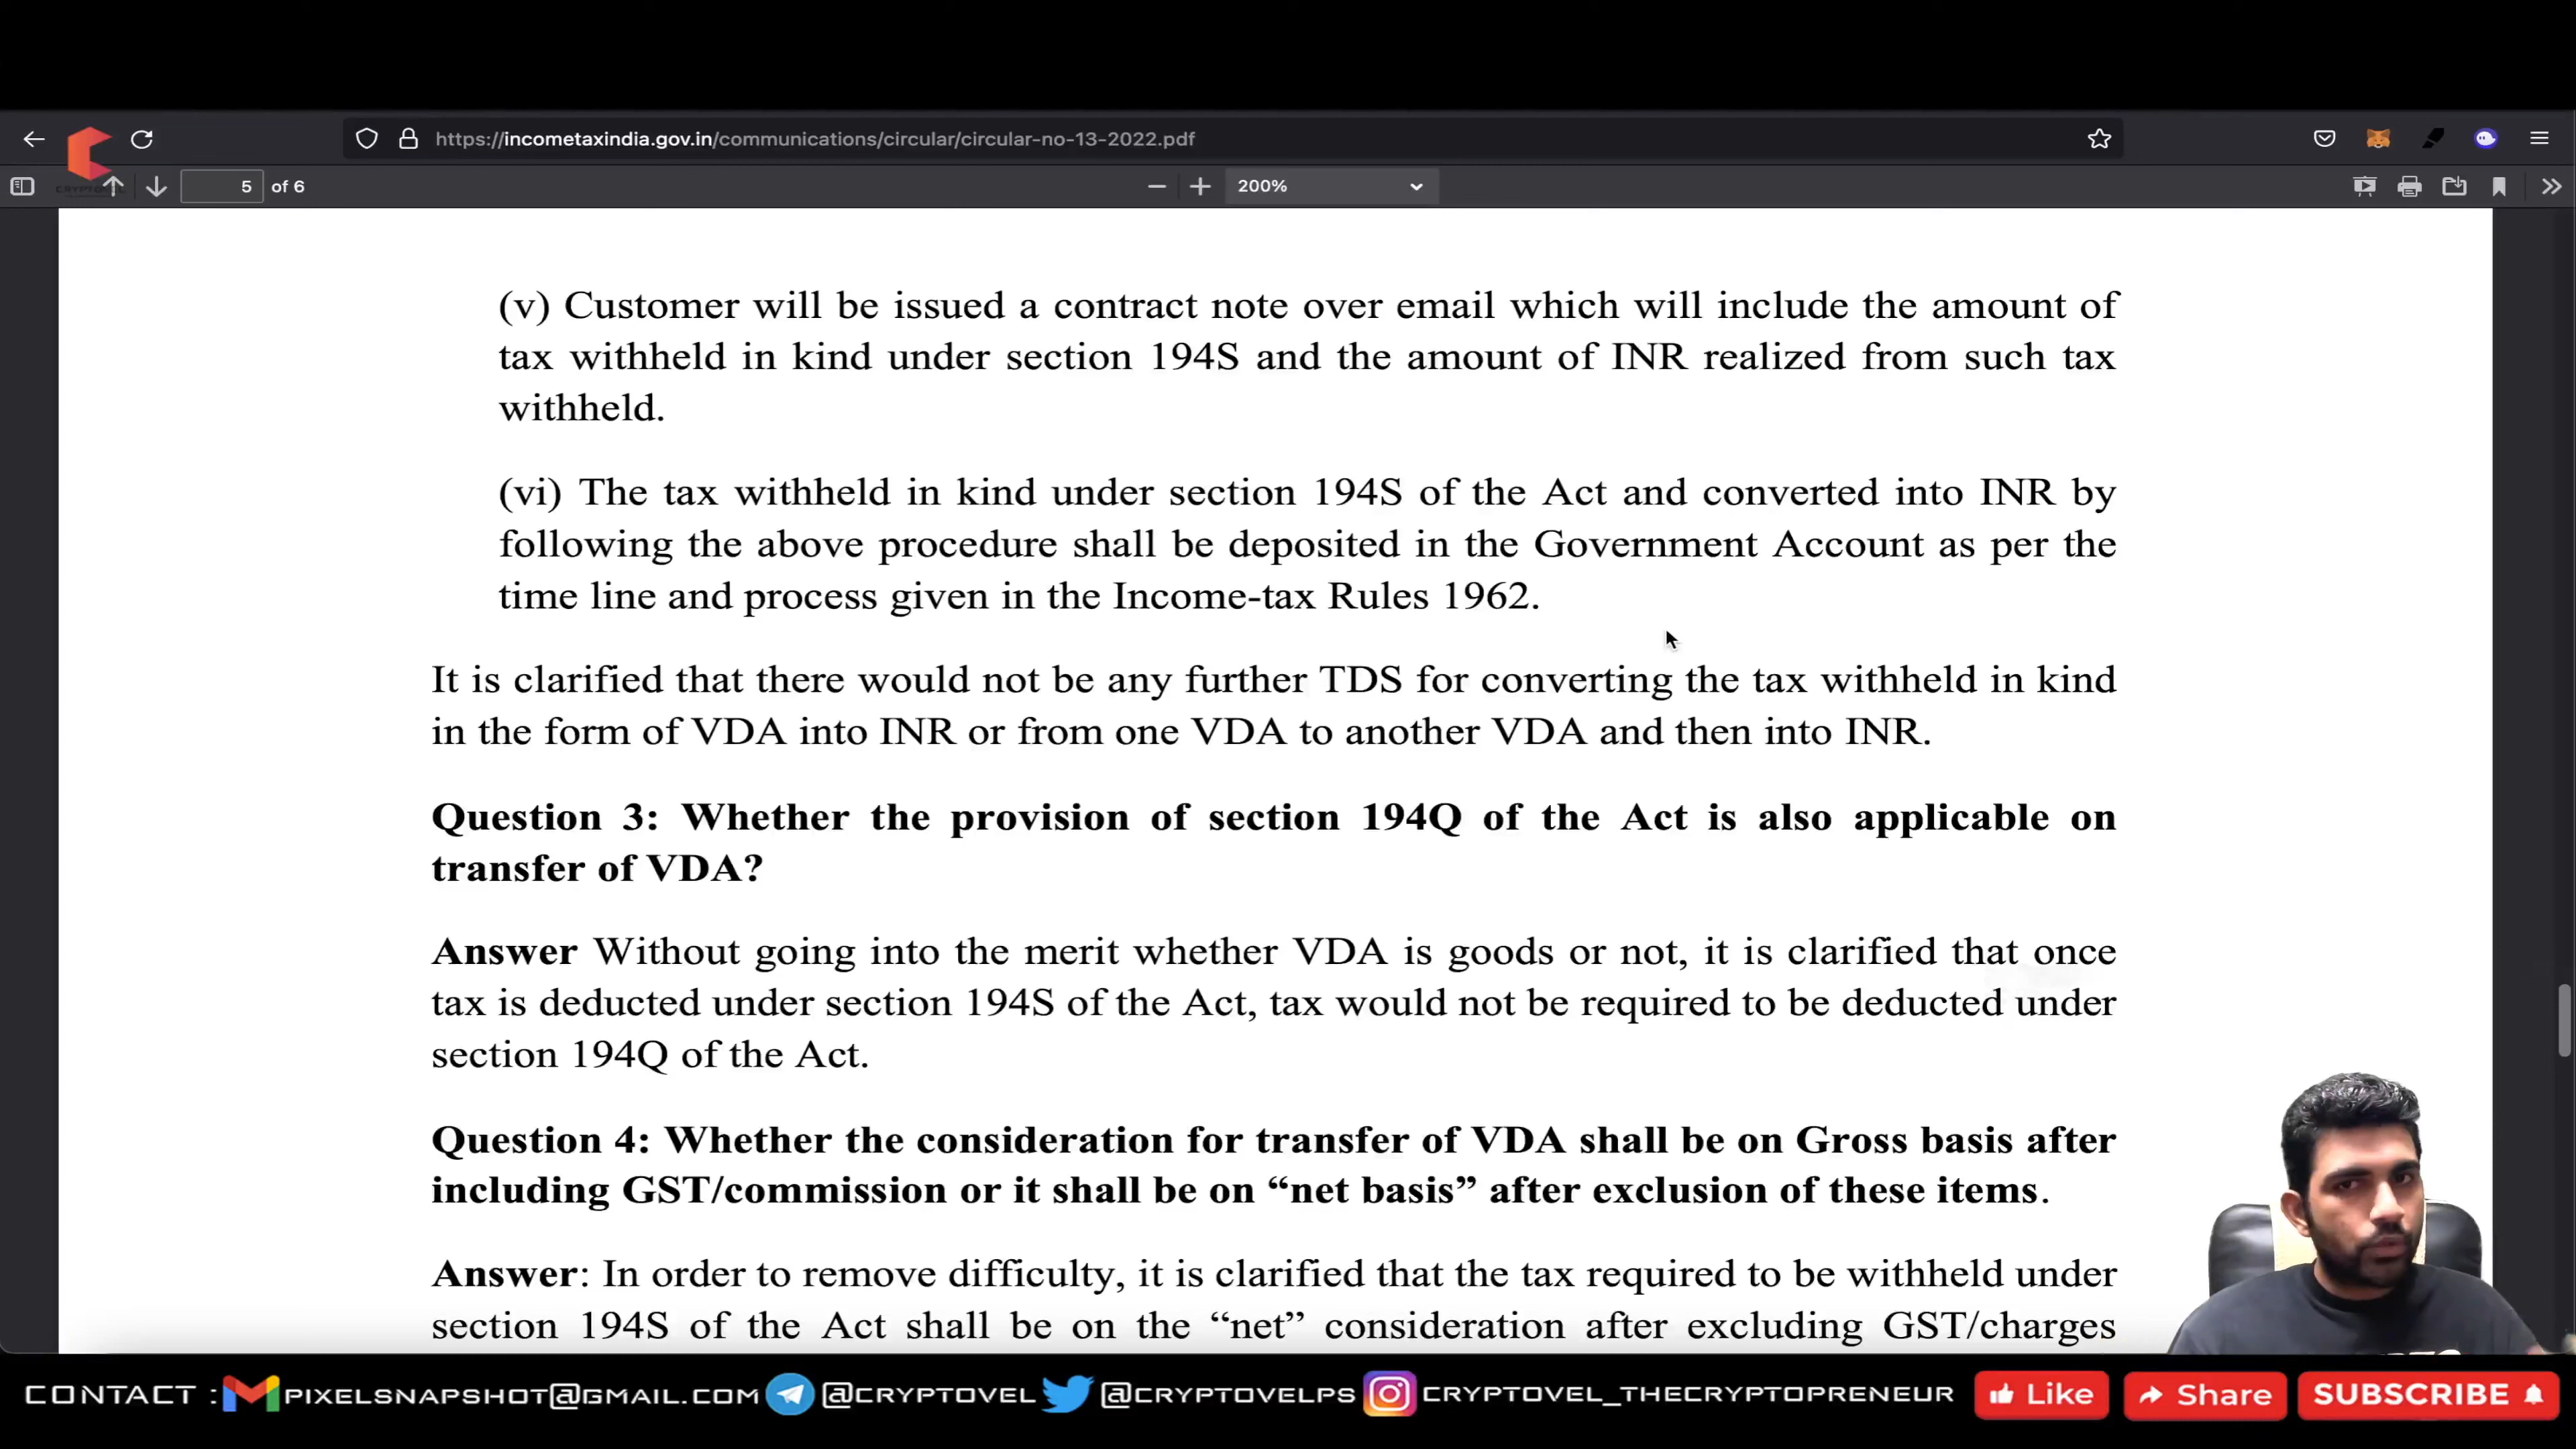 https://incometaxindia.gov.in/communications/circular/circular-no-13-2022.pdf
5 of 6
200%
(v) Customer will be issued a contract note over email which will include the amount of
tax withheld in kind under section 194S and the amount of INR realized from such tax
withheld.
(vi) The tax withheld in kind under section 194S of the Act and converted into INR by
following the above procedure shall be deposited in the Government Account as per the
time line and process given in the Income-tax Rules 1962.
It is clarified that there would not be any further TDS for converting the tax withheld in kind
in the form of VDA into INR or from one VDA to another VDA and then into INR.
Question 3: Whether the provision of section 194Q of the Act is also applicable on
transfer of VDA?
Answer Without going into the merit whether VDA is goods or not, it is clarified that once
tax is deducted under section 194S of the Act, tax would not be required to be deducted under
section 194Q of the Act.
Question 4: Whether the consideration for transfer of VDA shall be on Gross basis after
including GST/commission or it shall be on “net basis” after exclusion of these items.
Answer: In order to remove difficulty, it is clarified that the tax required to be withheld under
section 194S of the Act shall be on the “net” consideration after excluding GST/charges
CONTACT : PIXELSNAPSHOT@GMAIL.COM @CRYPTOVEL @CRYPTOVELPS CRYPTOVEL_THECRYPTOPRENEUR Like Share SUBSCRIBE